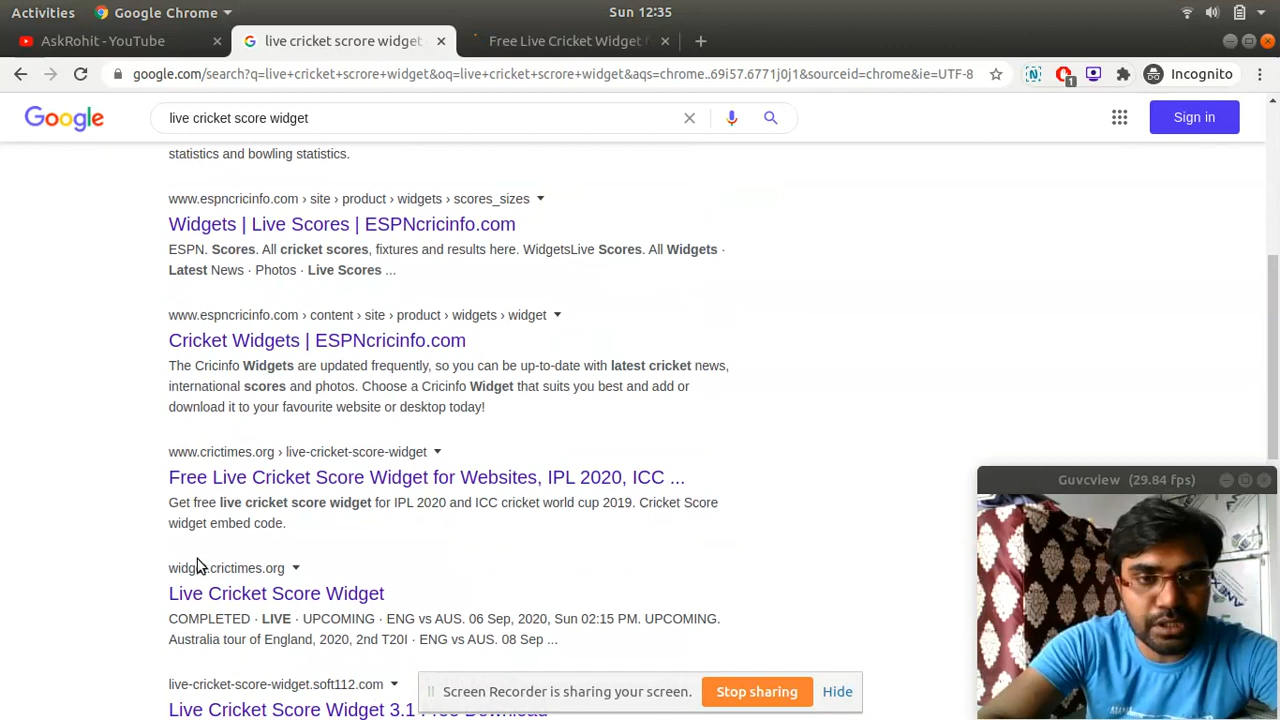 Activities
Google Chrome
Sun 12:35
AskRohit - YouTube
live cricket scrore widget
Free Live Cricket Widget f
google.com/search?q=live+cricket+scrore+widget&oq=live+cricket+scrore+widget&aqs=chrome..69i57.6771j0j1&sourceid=chrome&ie=UTF-8
1
Incognito
Google
live cricket score widget
Sign in
statistics and bowling statistics.
www.espncricinfo.com › site › product › widgets › scores_sizes
Widgets | Live Scores | ESPNcricinfo.com
ESPN. Scores. All cricket scores, fixtures and results here. WidgetsLive Scores. All Widgets ·
Latest News · Photos · Live Scores ...
www.espncricinfo.com › content › site › product › widgets › widget
Cricket Widgets | ESPNcricinfo.com
The Cricinfo Widgets are updated frequently, so you can be up-to-date with latest cricket news,
international scores and photos. Choose a Cricinfo Widget that suits you best and add or
download it to your favourite website or desktop today!
www.crictimes.org › live-cricket-score-widget
Free Live Cricket Score Widget for Websites, IPL 2020, ICC ...
Get free live cricket score widget for IPL 2020 and ICC cricket world cup 2019. Cricket Score
widget embed code.
Guvcview (29.84 fps)
widget.crictimes.org
Live Cricket Score Widget
COMPLETED · LIVE · UPCOMING · ENG vs AUS. 06 Sep, 2020, Sun 02:15 PM. UPCOMING.
Australia tour of England, 2020, 2nd T20I · ENG vs AUS. 08 Sep ...
live-cricket-score-widget.soft112.com
Live Cricket Score Widget 3.1 Free Download
Screen Recorder is sharing your screen.
Stop sharing
Hide